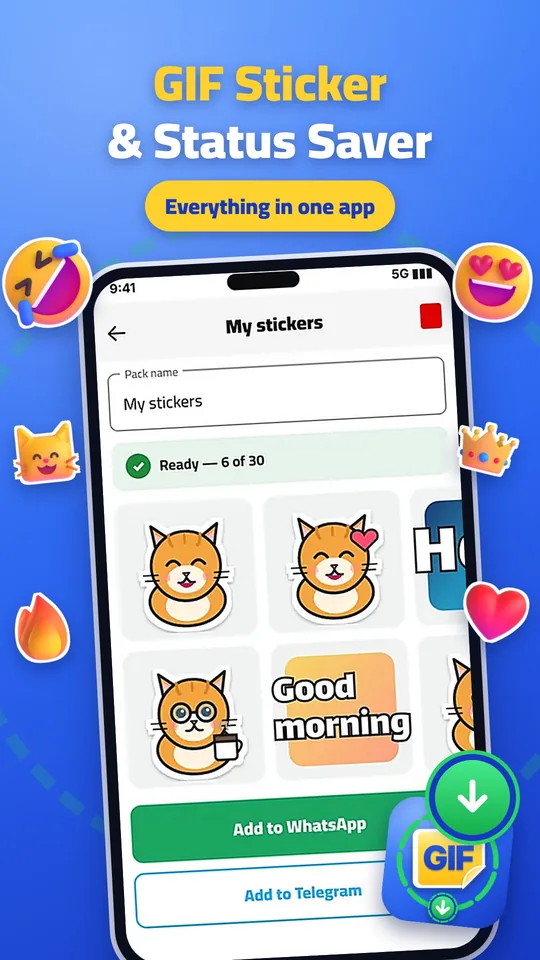 GIF Sticker
& Status Saver
Everything in one app
9:41
5G
My stickers
Pack name
My stickers
Ready — 6 of 30
Good
morning
Add to WhatsApp
Add to Telegram
GIF